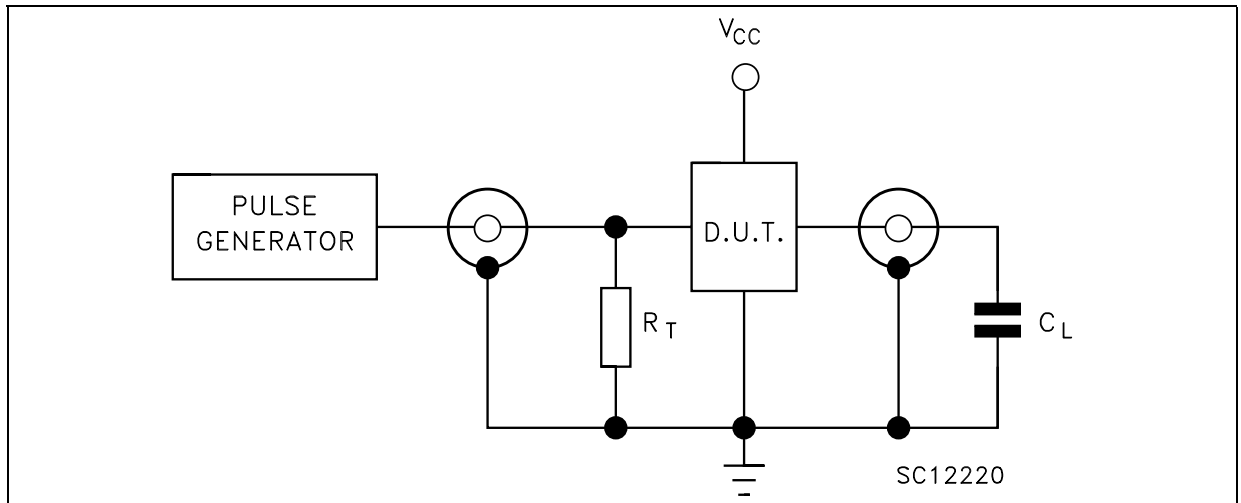 VCC
PULSE
GENERATOR
D.U.T.
RT
CL
SC12220